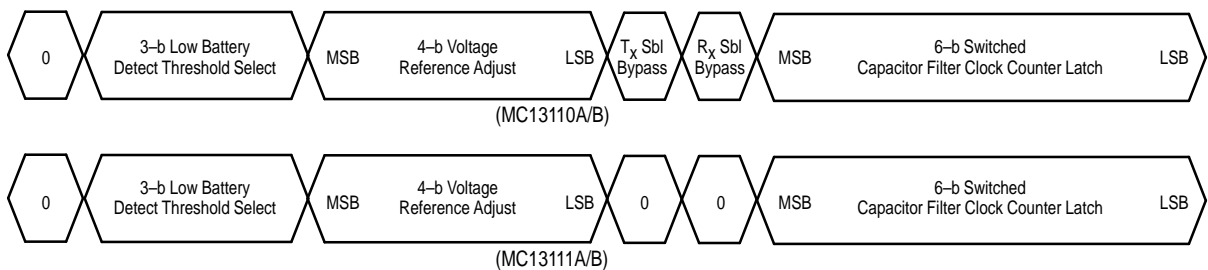 0
3–b Low Battery
Detect Threshold Select
MSB
4–b Voltage
Reference Adjust
LSB
Tx Sbl
Bypass
Rx Sbl
Bypass
MSB
6–b Switched
Capacitor Filter Clock Counter Latch
LSB
(MC13110A/B)
0
3–b Low Battery
Detect Threshold Select
MSB
4–b Voltage
Reference Adjust
LSB
0
0
MSB
6–b Switched
Capacitor Filter Clock Counter Latch
LSB
(MC13111A/B)